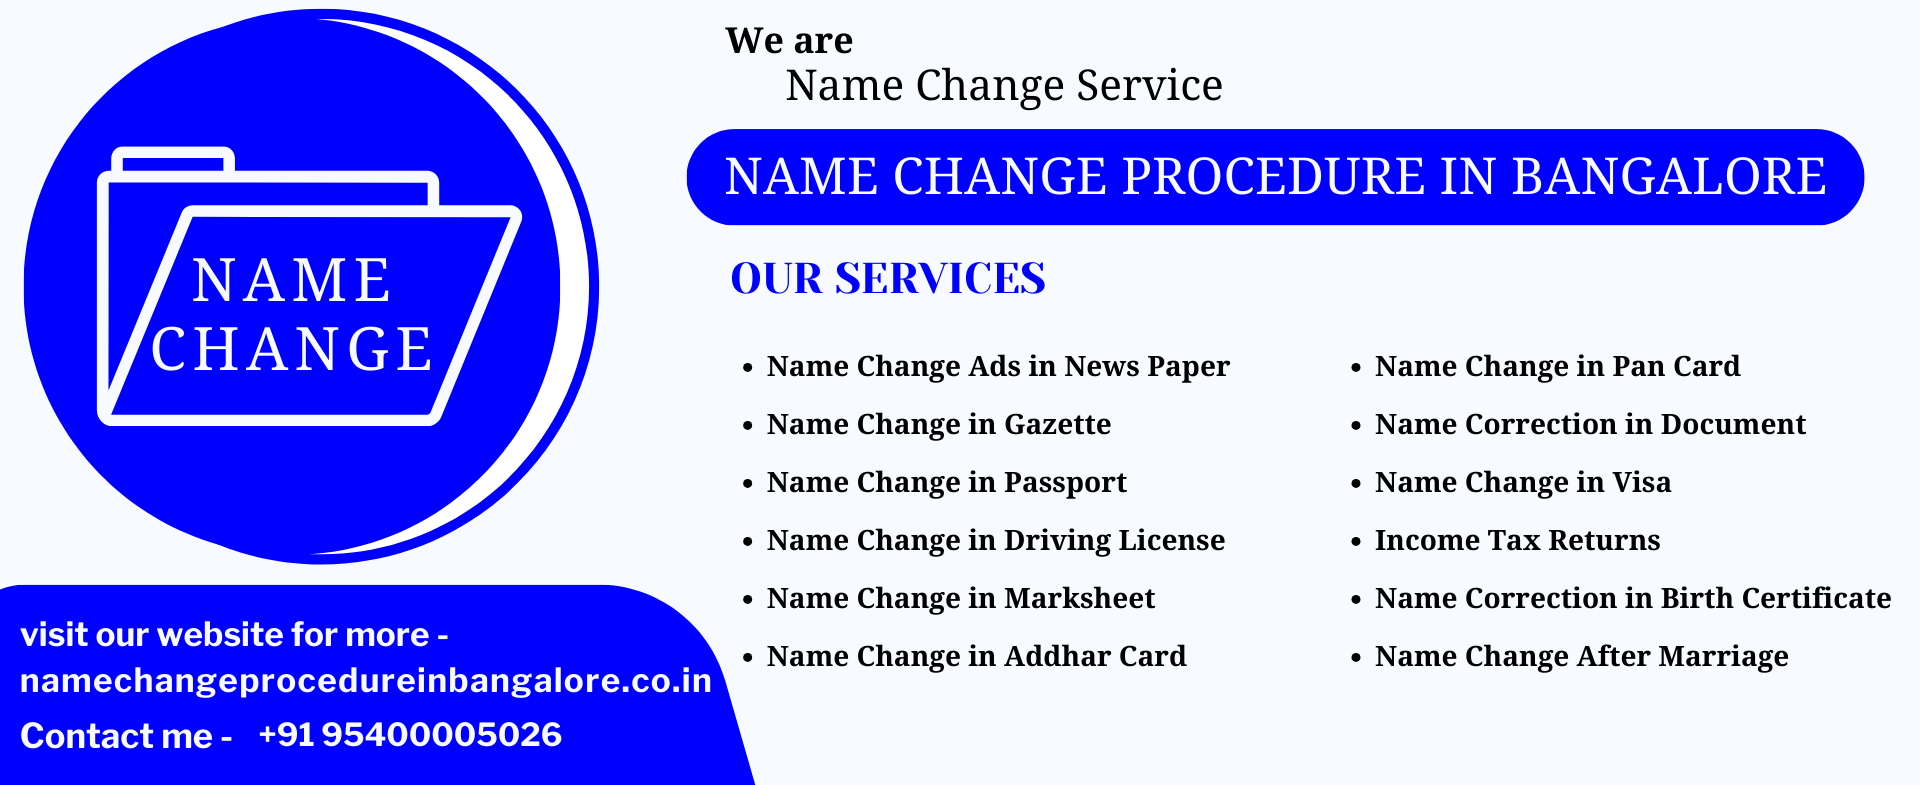 NAME
CHANGE
We are
Name Change Service
NAME CHANGE PROCEDURE IN BANGALORE
OUR SERVICES
• Name Change Ads in News Paper
• Name Change in Gazette
• Name Change in Passport
• Name Change in Driving License
• Name Change in Marksheet
• Name Change in Addhar Card
• Name Change in Pan Card
• Name Correction in Document
• Name Change in Visa
• Income Tax Returns
• Name Correction in Birth Certificate
• Name Change After Marriage
visit our website for more -
namechangeprocedureinbangalore.co.in
Contact me - +91 95400005026